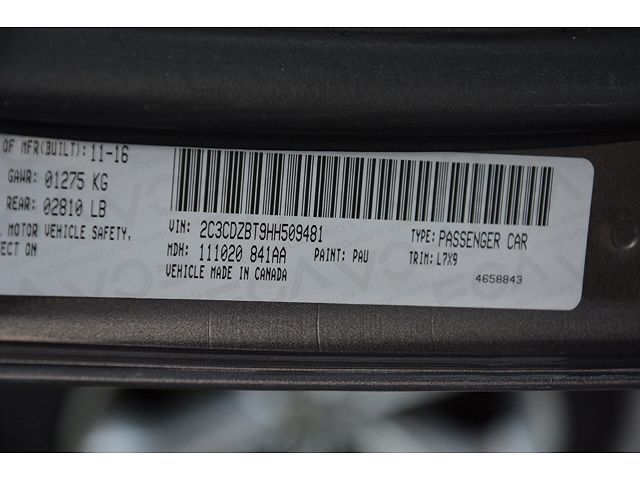 OF MFR(BUILT): 11-16
GAWR: 01275 KG
REAR: 02810 LB
MOTOR VEHICLE SAFETY,
ECT ON
VIN: 2C3CDZBT9HH509481
TYPE: PASSENGER CAR
MDH: 111020 841AA
PAINT: PAU
TRIM: L7X9
VEHICLE MADE IN CANADA
4658843